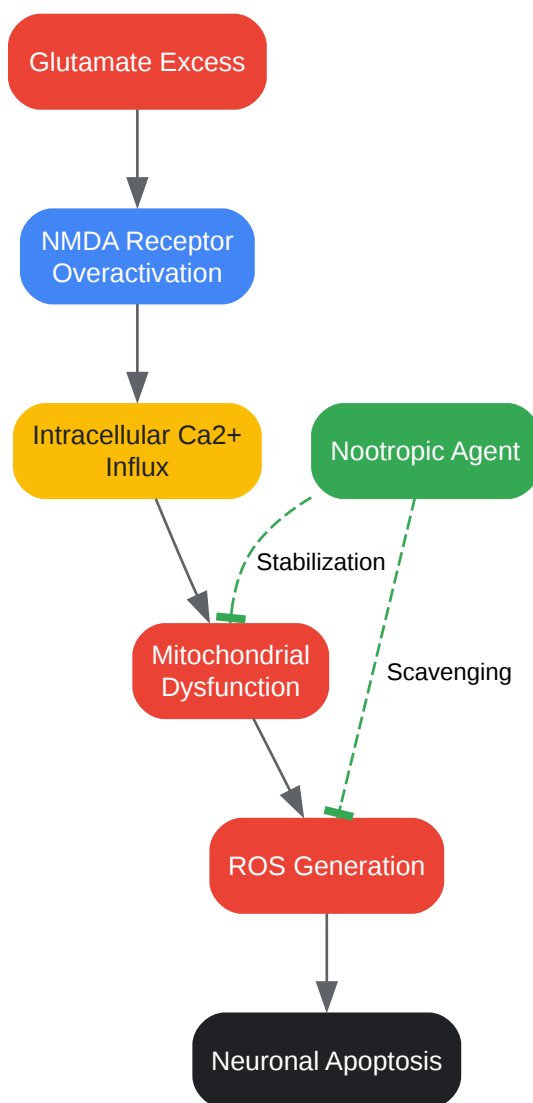 Glutamate Excess
NMDA Receptor
Overactivation
Intracellular Ca2+
Influx
Nootropic Agent
Stabilization
Mitochondrial
Dysfunction
Scavenging
ROS Generation
Neuronal Apoptosis